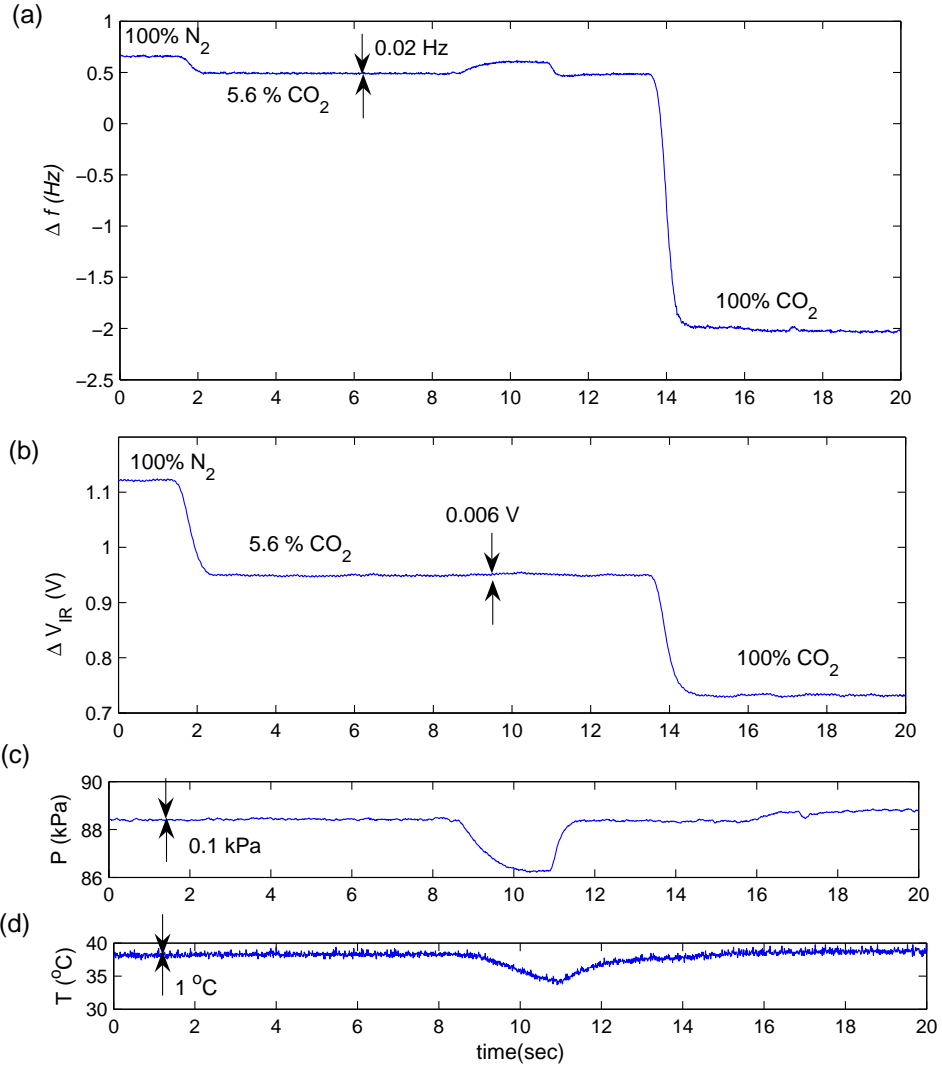 (a)
1
0.5
0
−0.5
−1
−1.5
−2
−2.5
Δ f (Hz)
100% N2
0.02 Hz
5.6 % CO2
100% CO2
0 2 4 6 8 10 12 14 16 18 20
(b)
1.1
1
0.9
0.8
0.7
Δ VIR (V)
100% N2
0.006 V
5.6 % CO2
100% CO2
0 2 4 6 8 10 12 14 16 18 20
(c)
90
88
86
P (kPa)
0.1 kPa
0 2 4 6 8 10 12 14 16 18 20
(d)
40
35
30
T (oC)
1 oC
0 2 4 6 8 10 12 14 16 18 20
time(sec)